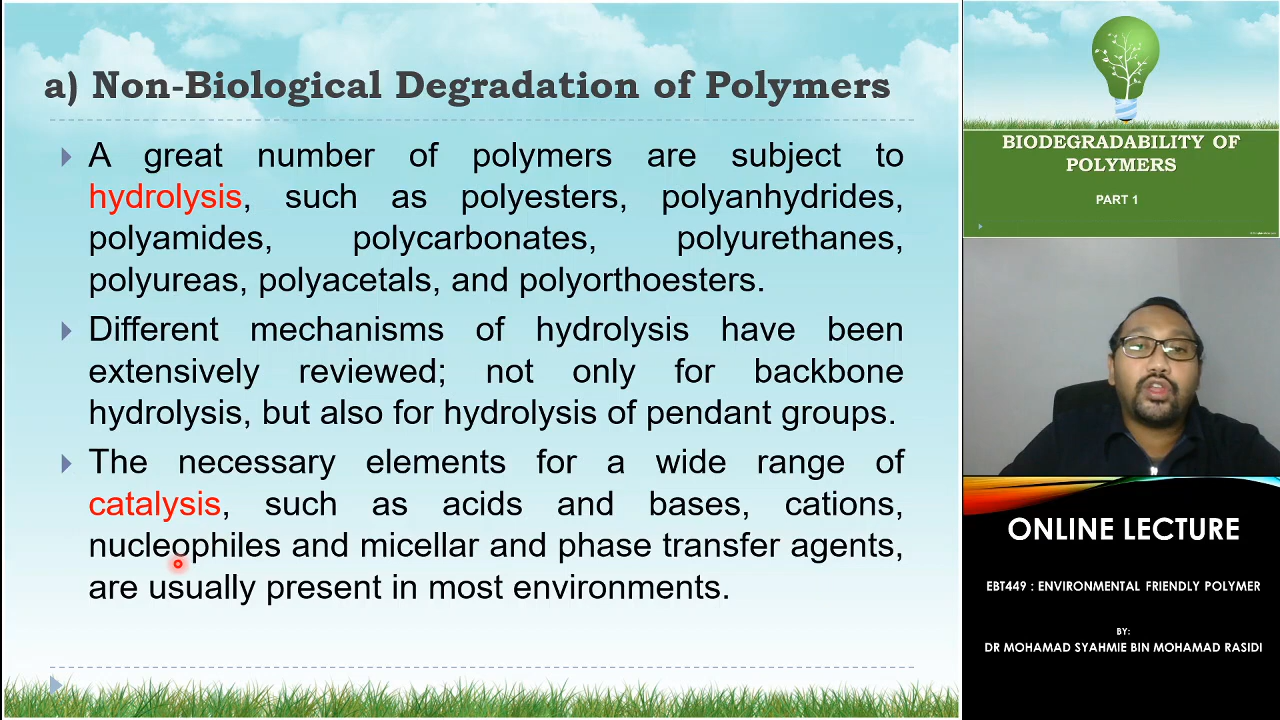 a) Non-Biological Degradation of Polymers
A great number of polymers are subject to
hydrolysis, such as polyesters, polyanhydrides,
polyamides, polycarbonates, polyurethanes,
polyureas, polyacetals, and polyorthoesters.
Different mechanisms of hydrolysis have been
extensively reviewed; not only for backbone
hydrolysis, but also for hydrolysis of pendant groups.
The necessary elements for a wide range of
catalysis, such as acids and bases, cations,
nucleophiles and micellar and phase transfer agents,
are usually present in most environments.
BIODEGRADABILITY OF
POLYMERS
PART 1
ONLINE LECTURE
EBT449 : ENVIRONMENTAL FRIENDLY POLYMER
BY:
DR MOHAMAD SYAHMIE BIN MOHAMAD RASIDI